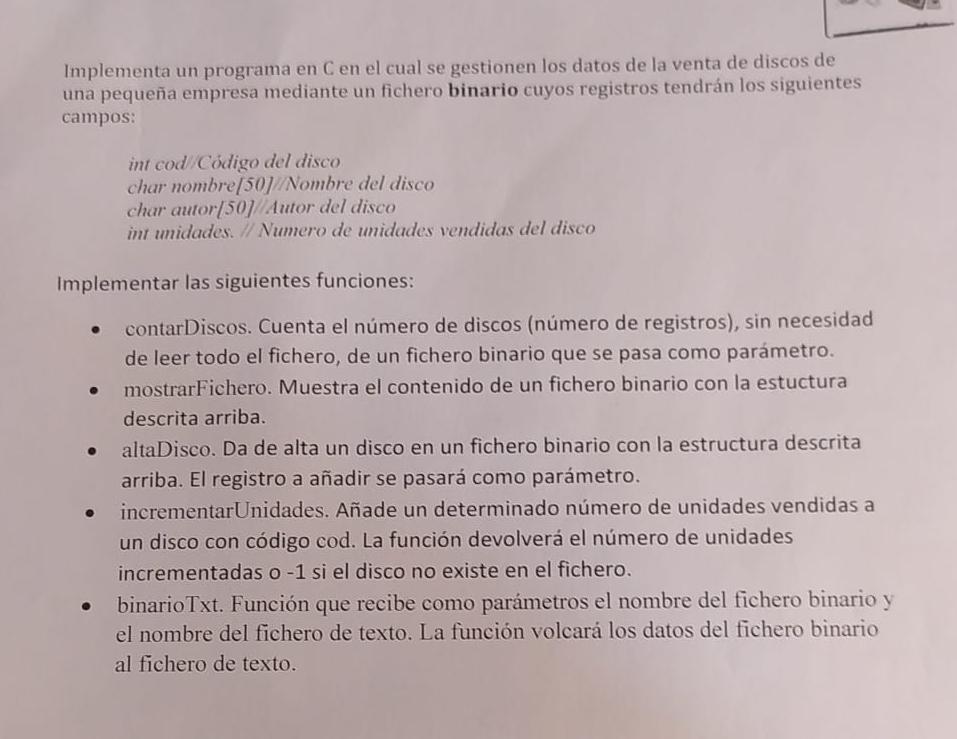 Implementa un programa en C en el cual se gestionen los datos de la venta de discos de
una pequeña empresa mediante un fichero binario cuyos registros tendrán los siguientes
campos:
int cod//Código del disco
char nombre[50]//Nombre del disco
char autor[50]//Autor del disco
int unidades. // Numero de unidades vendidas del disco
Implementar las siguientes funciones:
• contarDiscos. Cuenta el número de discos (número de registros), sin necesidad
de leer todo el fichero, de un fichero binario que se pasa como parámetro.
• mostrarFichero. Muestra el contenido de un fichero binario con la estuctura
descrita arriba.
• altaDisco. Da de alta un disco en un fichero binario con la estructura descrita
arriba. El registro a añadir se pasará como parámetro.
• incrementarUnidades. Añade un determinado número de unidades vendidas a
un disco con código cod. La función devolverá el número de unidades
incrementadas o -1 si el disco no existe en el fichero.
• binarioTxt. Función que recibe como parámetros el nombre del fichero binario y
el nombre del fichero de texto. La función volcará los datos del fichero binario
al fichero de texto.